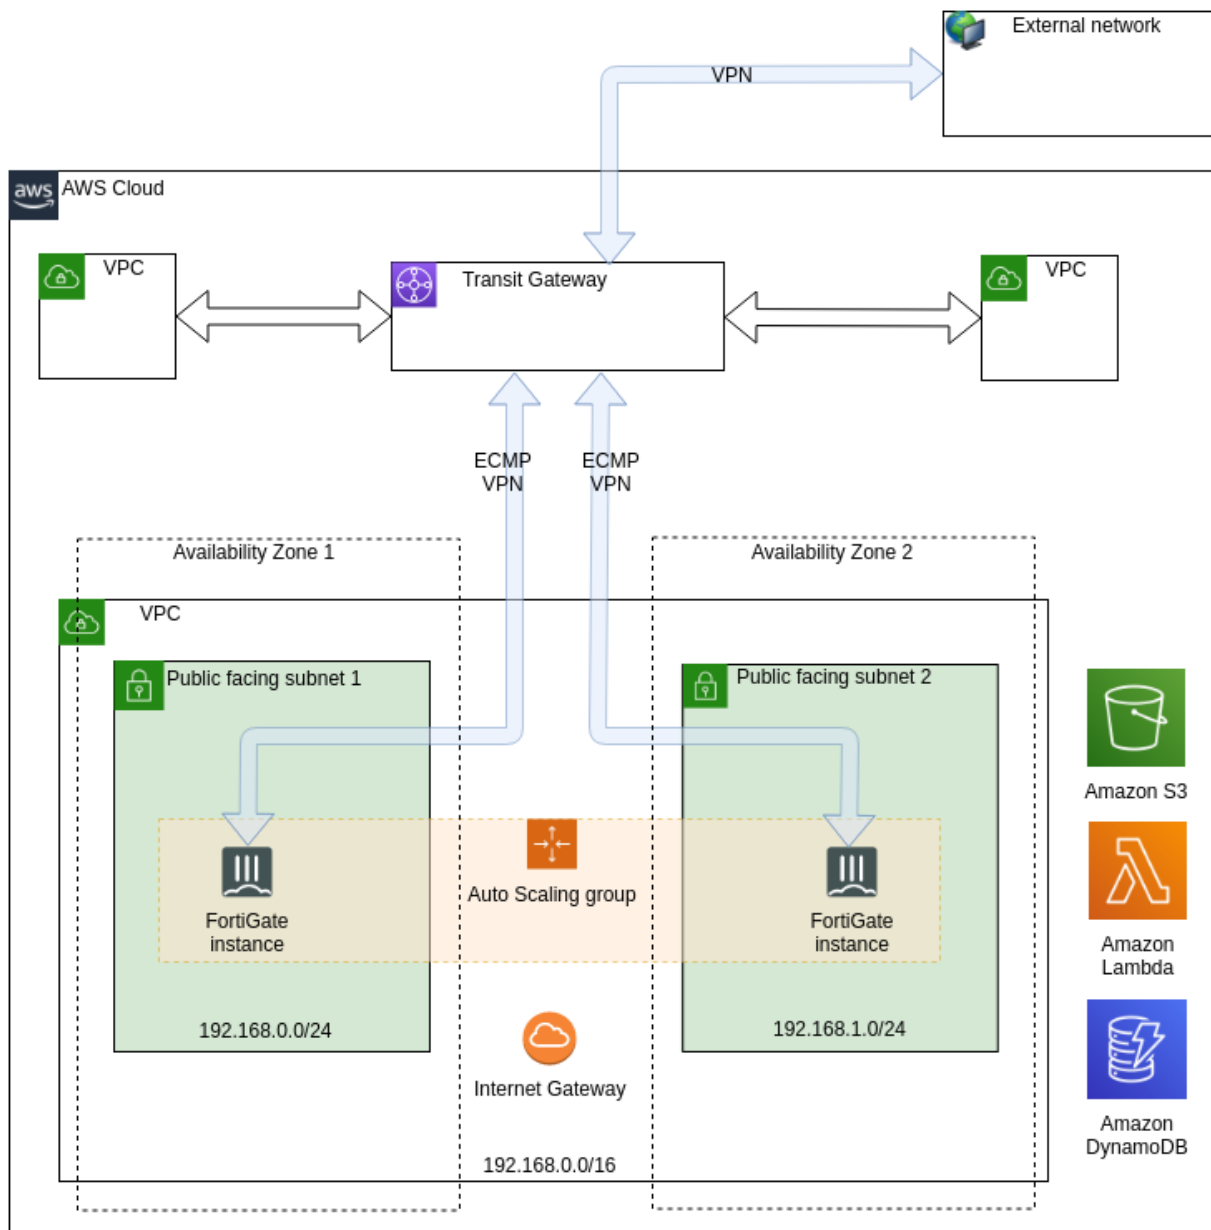 External network
VPN
aws
AWS Cloud
VPC
Transit Gateway
VPC
ECMP
VPN
ECMP
VPN
Availability Zone 1
Availability Zone 2
VPC
Public facing subnet 1
Public facing subnet 2
Amazon S3
Auto Scaling group
FortiGate
instance
FortiGate
instance
Amazon
Lambda
192.168.0.0/24
192.168.1.0/24
Internet Gateway
Amazon
DynamoDB
192.168.0.0/16